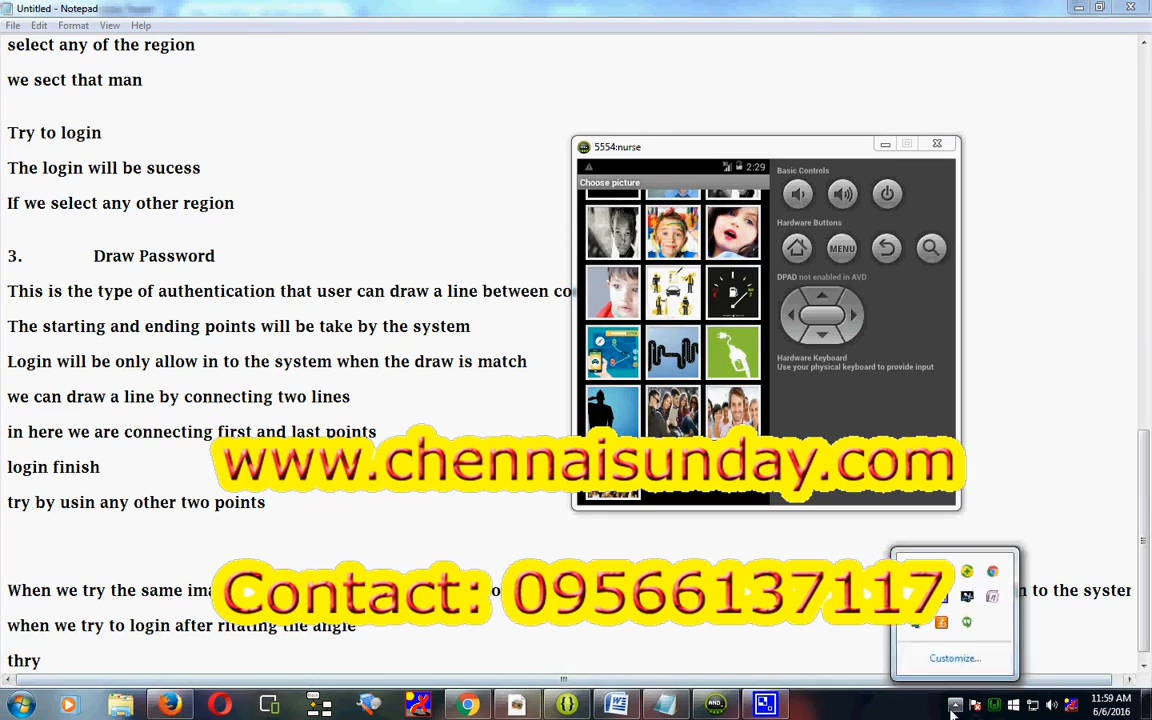 Untitled - Notepad
File Edit Format View Help
select any of the region
we sect that man
Try to login
The login will be sucess
If we select any other region
3. Draw Password
This is the type of authentication that user can draw a line between co
The starting and ending points will be take by the system
Login will be only allow in to the system when the draw is match
we can draw a line by connecting two lines
in here we are connecting first and last points
login finish
try by usin any other two points
When we try the same ima
n to the system
when we try to login after ritating the angle
thry
5554:nurse
2:29
Choose picture
Basic Controls
Hardware Buttons
MENU
DPAD not enabled in AVD
Hardware Keyboard
Use your physical keyboard to provide input
www.chennaisunday.com
Contact: 09566137117
Customize...
11:59 AM
6/6/2016